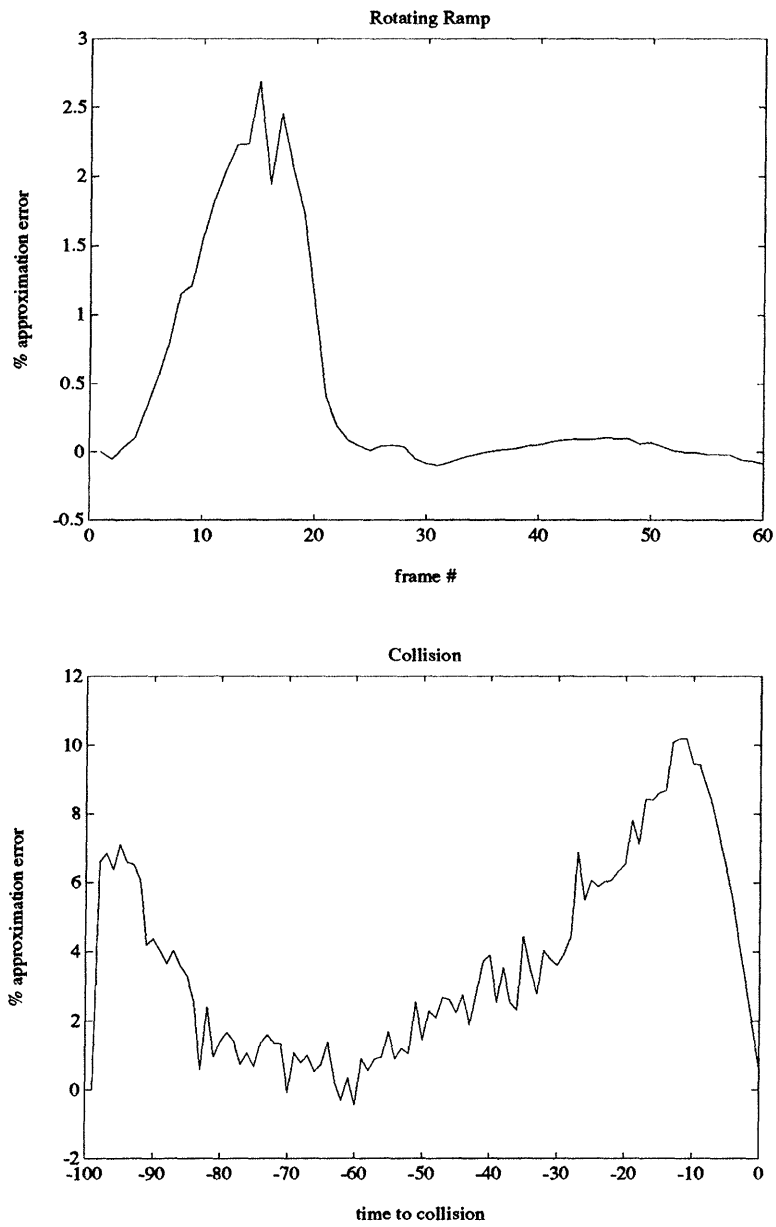 Rotating Ramp
3
2.5
2
1.5
1
0.5
0
-0.5
% approximation error
0 10 20 30 40 50 60
frame #
Collision
12
10
8
6
4
2
0
-2
% approximation error
-100 -90 -80 -70 -60 -50 -40 -30 -20 -10 0
time to collision